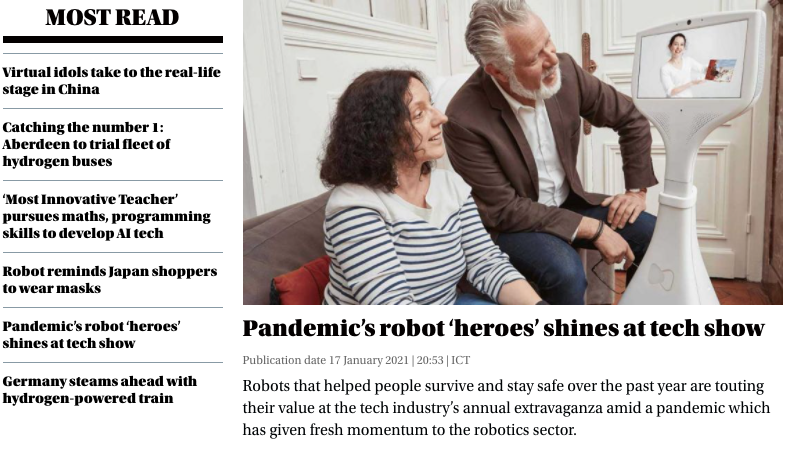 MOST READ
Virtual idols take to the real-life
stage in China
Catching the number 1:
Aberdeen to trial fleet of
hydrogen buses
‘Most Innovative Teacher’
pursues maths, programming
skills to develop AI tech
Robot reminds Japan shoppers
to wear masks
Pandemic’s robot ‘heroes’
shines at tech show
Germany steams ahead with
hydrogen-powered train
Pandemic’s robot ‘heroes’ shines at tech show
Publication date 17 January 2021 | 20:53 | ICT
Robots that helped people survive and stay safe over the past year are touting
their value at the tech industry’s annual extravaganza amid a pandemic which
has given fresh momentum to the robotics sector.